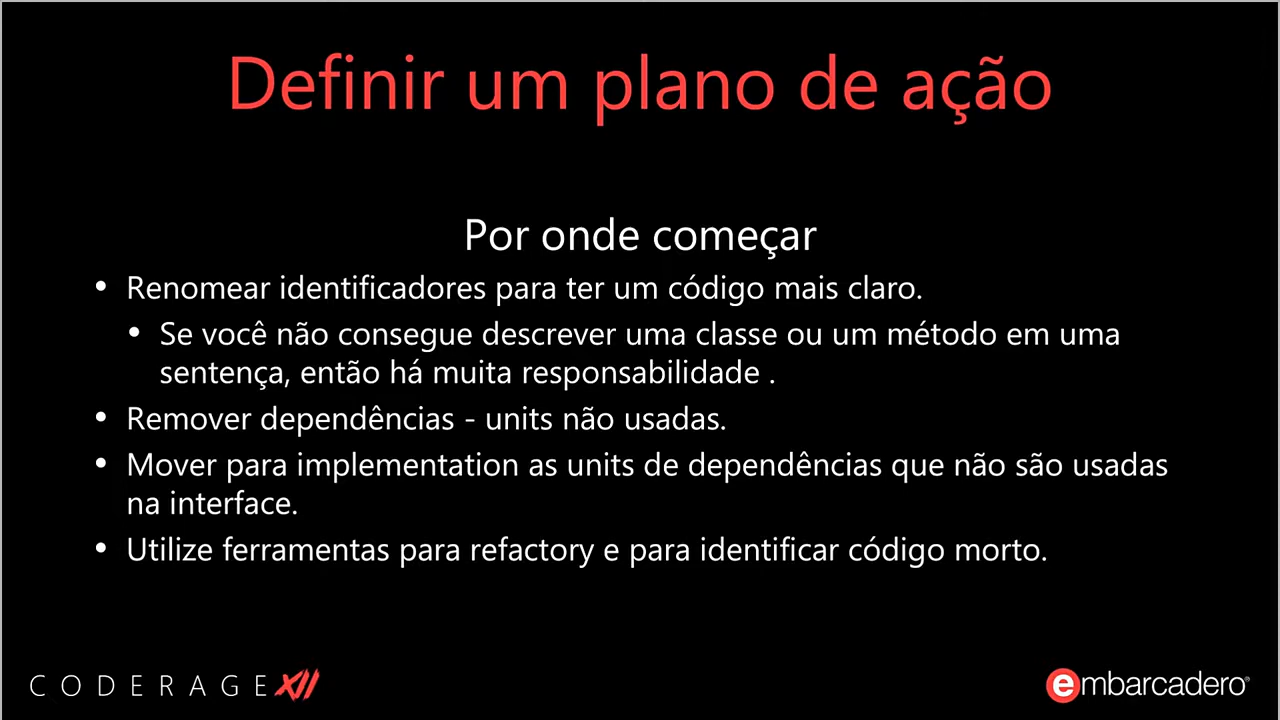 Definir um plano de ação
Por onde começar
• Renomear identificadores para ter um código mais claro.
• Se você não consegue descrever uma classe ou um método em uma
sentença, então há muita responsabilidade .
• Remover dependências - units não usadas.
• Mover para implementation as units de dependências que não são usadas
na interface.
• Utilize ferramentas para refactory e para identificar código morto.
CODERAGE XII
embarcadero®